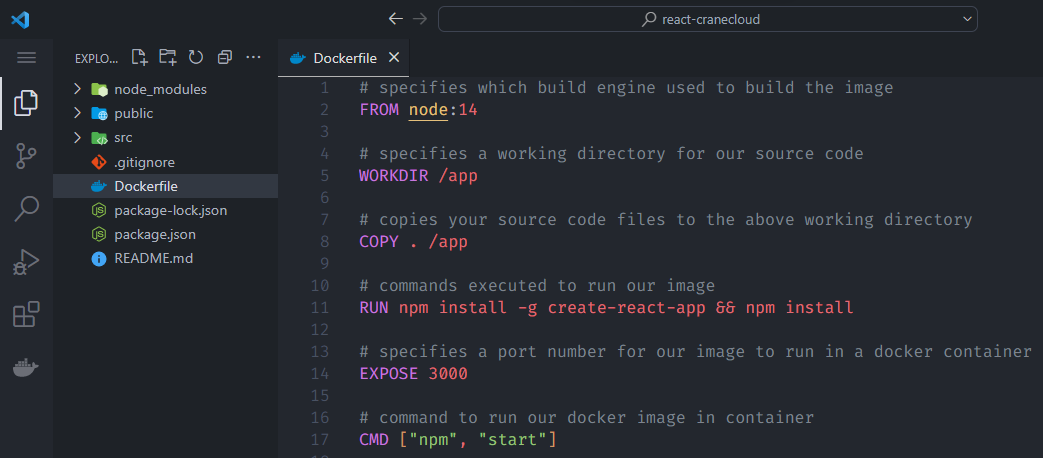 react-cranecloud
EXPLO...
node_modules
public
src
.gitignore
Dockerfile
package-lock.json
package.json
README.md
Dockerfile
1 # specifies which build engine used to build the image
2 FROM node:14
3
4 # specifies a working directory for our source code
5 WORKDIR /app
6
7 # copies your source code files to the above working directory
8 COPY . /app
9
10 # commands executed to run our image
11 RUN npm install -g create-react-app && npm install
12
13 # specifies a port number for our image to run in a docker container
14 EXPOSE 3000
15
16 # command to run our docker image in container
17 CMD ["npm", "start"]